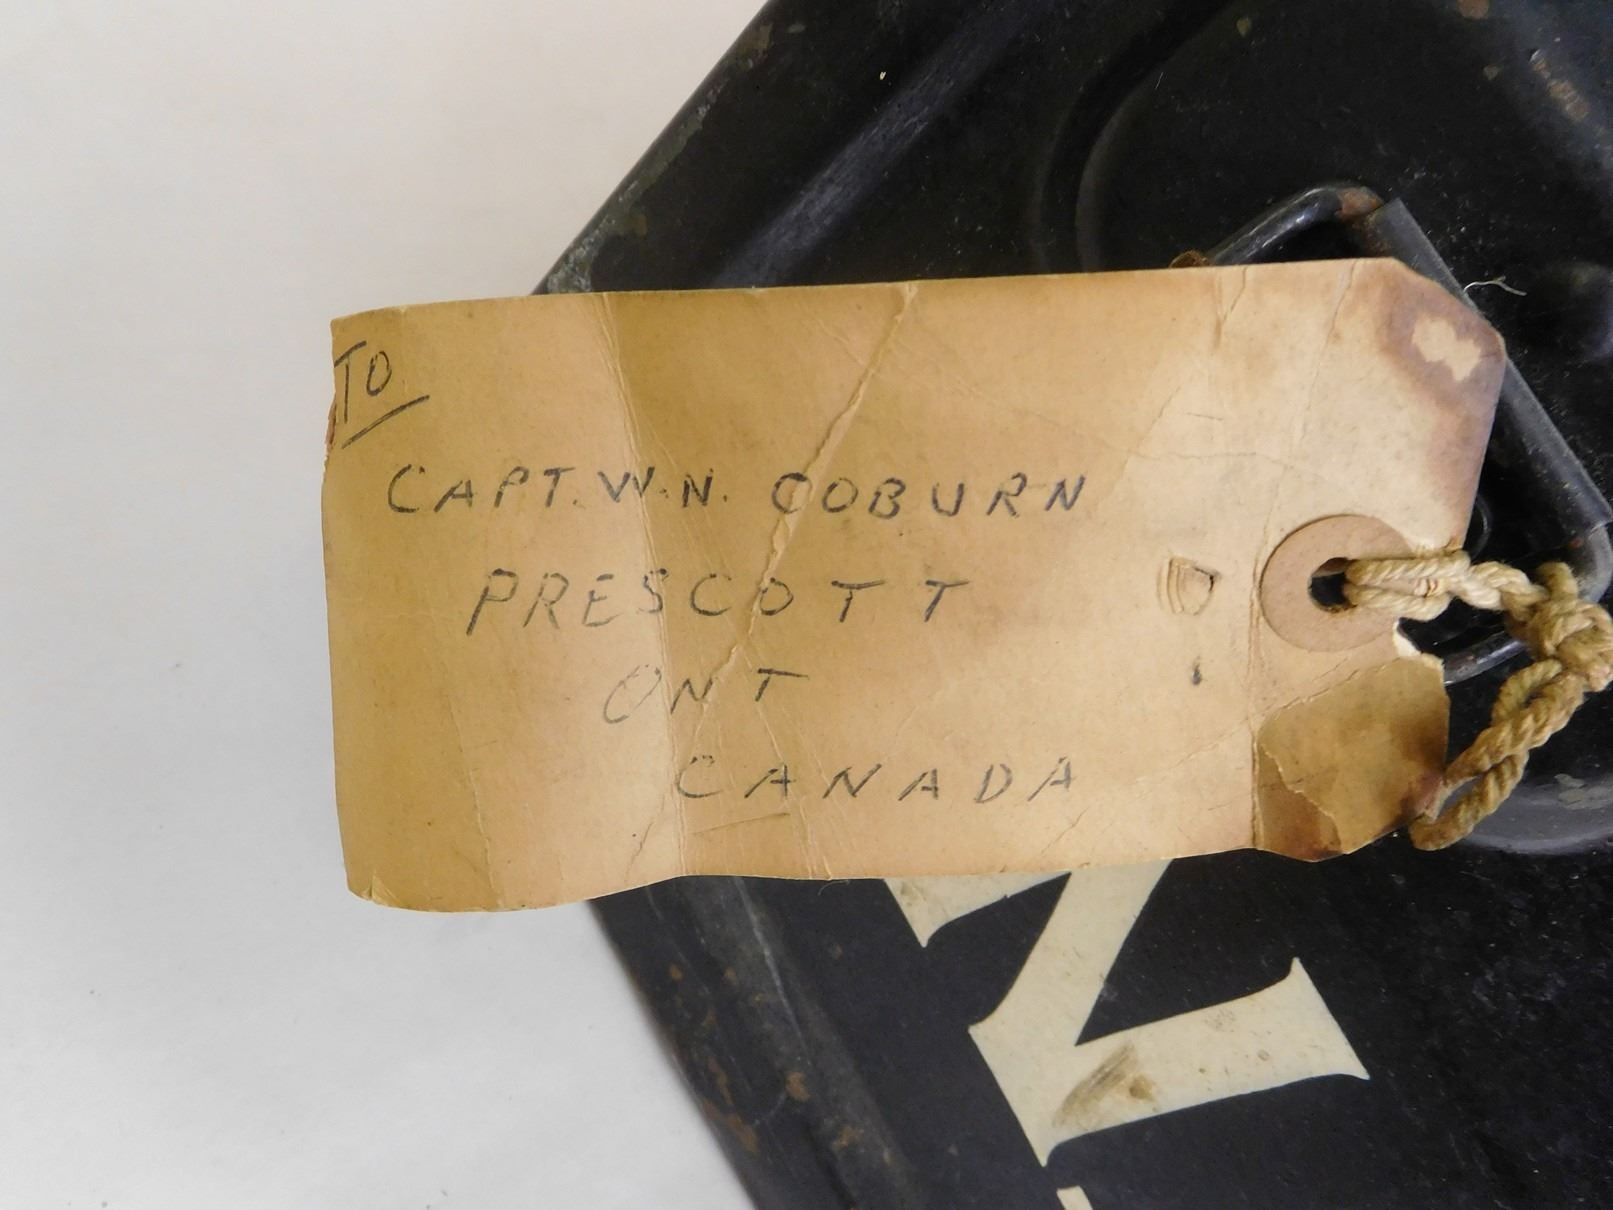 TO
CAPT. W. N. COBURN
PRESCOTT
ONT
CANADA
N